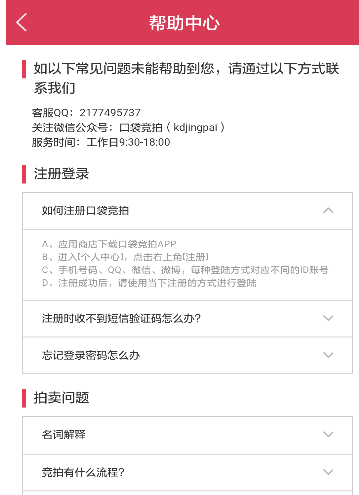 帮助中心
如以下常见问题未能帮助到您，请通过以下方式联
系我们
客服QQ：2177495737
关注微信公众号：口袋竞拍（kdjingpai）
服务时间：工作日9:30-18:00
注册登录
如何注册口袋竞拍
A、应用商店下载口袋竞拍APP
B、进入[个人中心]，点击右上角[注册]
C、手机号码、QQ、微信、微博，每种登陆方式对应不同的ID账号
D、注册成功后，请使用当下注册的方式进行登陆
注册时收不到短信验证码怎么办?
忘记登录密码怎么办
拍卖问题
名词解释
竞拍有什么流程?